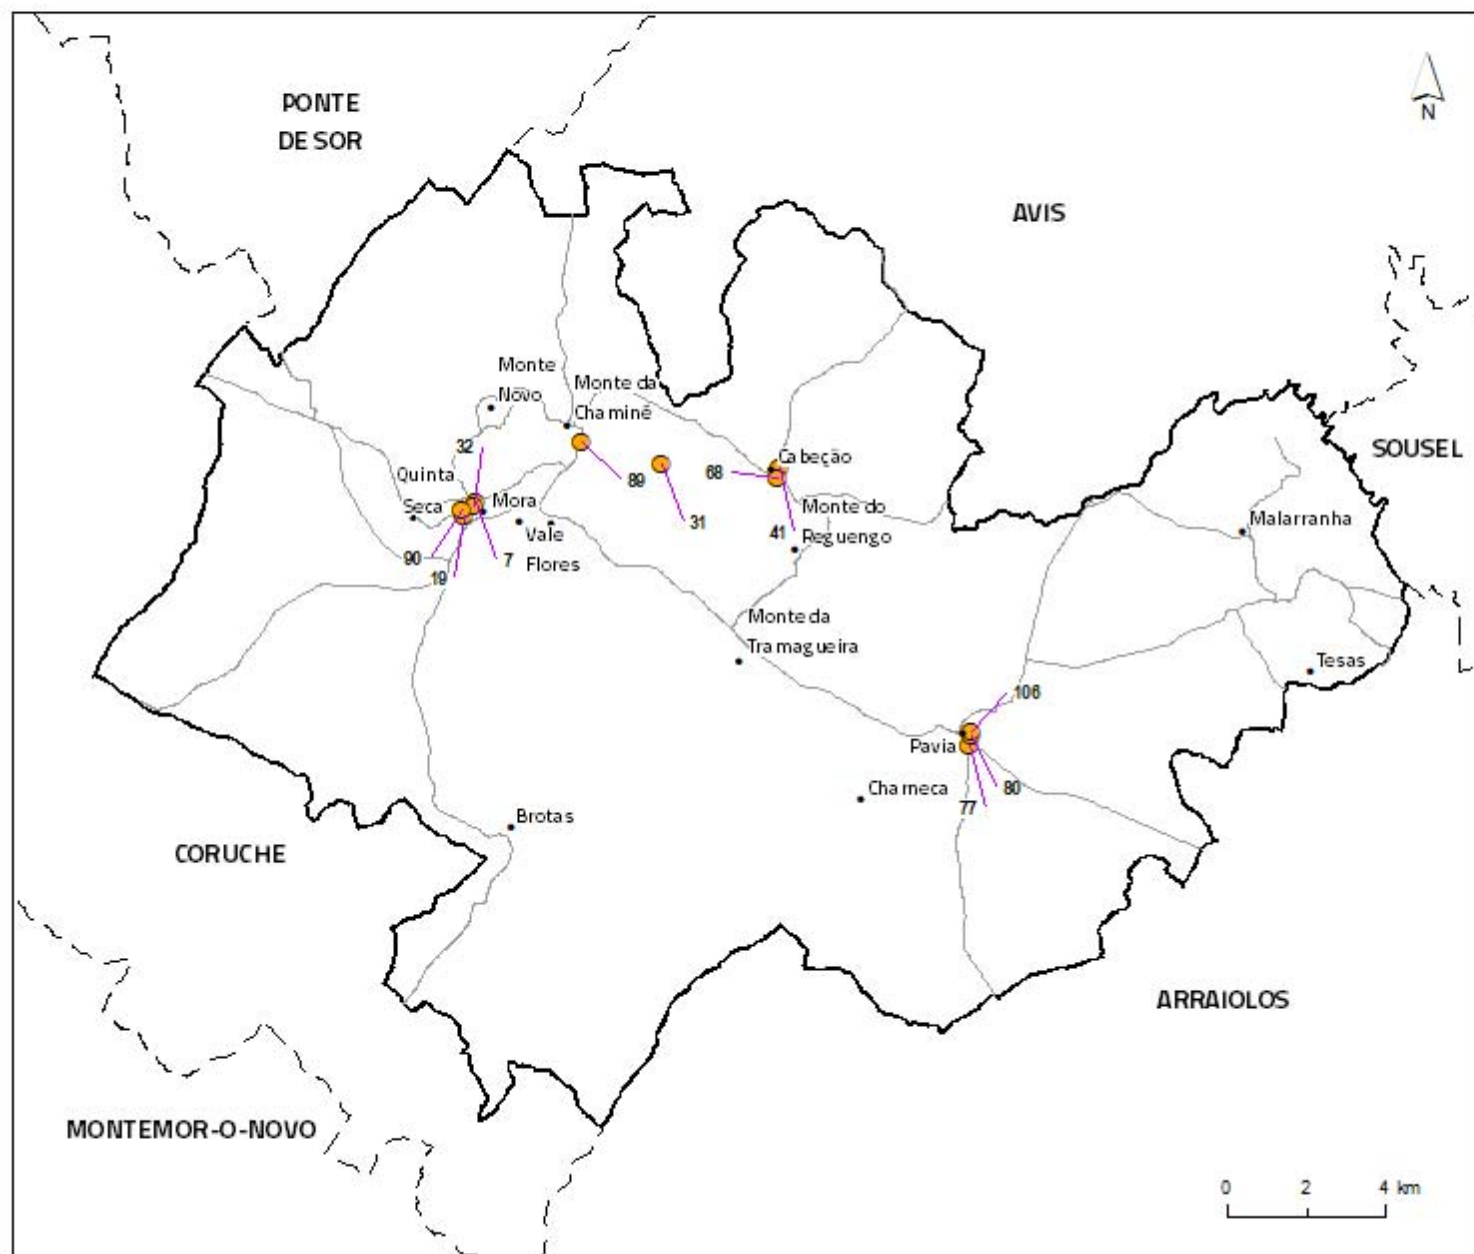 PONTE
DE SOR
N
AVIS
Monte
Novo
Monte da
Chaminé
32
Quinta
Seca
Mora
89
31
68
Cabeção
41
Monte do
Reguengo
SOUSEL
Malarranha
90
19
7
Vale
Flores
Monte da
Tramagueira
Tesas
106
Pavia
80
77
Charneca
Brotas
CORUCHE
ARRAIOLOS
MONTEMOR-O-NOVO
0 2 4 km